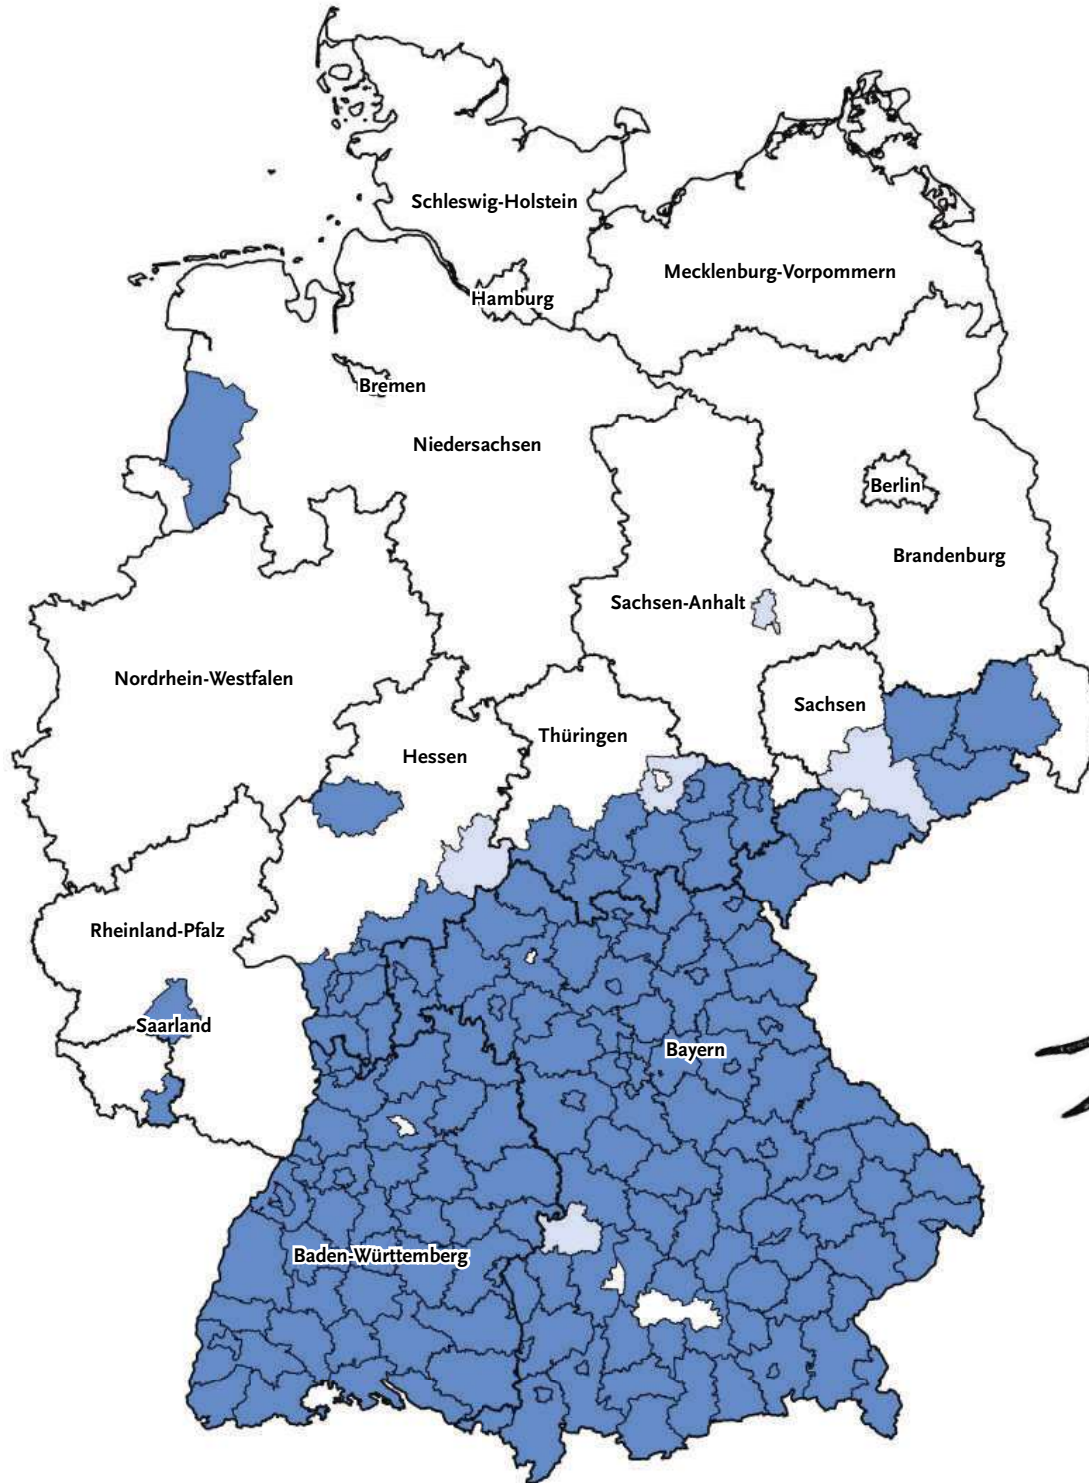 Schleswig-Holstein
Mecklenburg-Vorpommern
Hamburg
Bremen
Niedersachsen
Berlin
Brandenburg
Sachsen-Anhalt
Nordrhein-Westfalen
Sachsen
Thüringen
Hessen
Rheinland-Pfalz
Saarland
Bayern
Baden-Württemberg